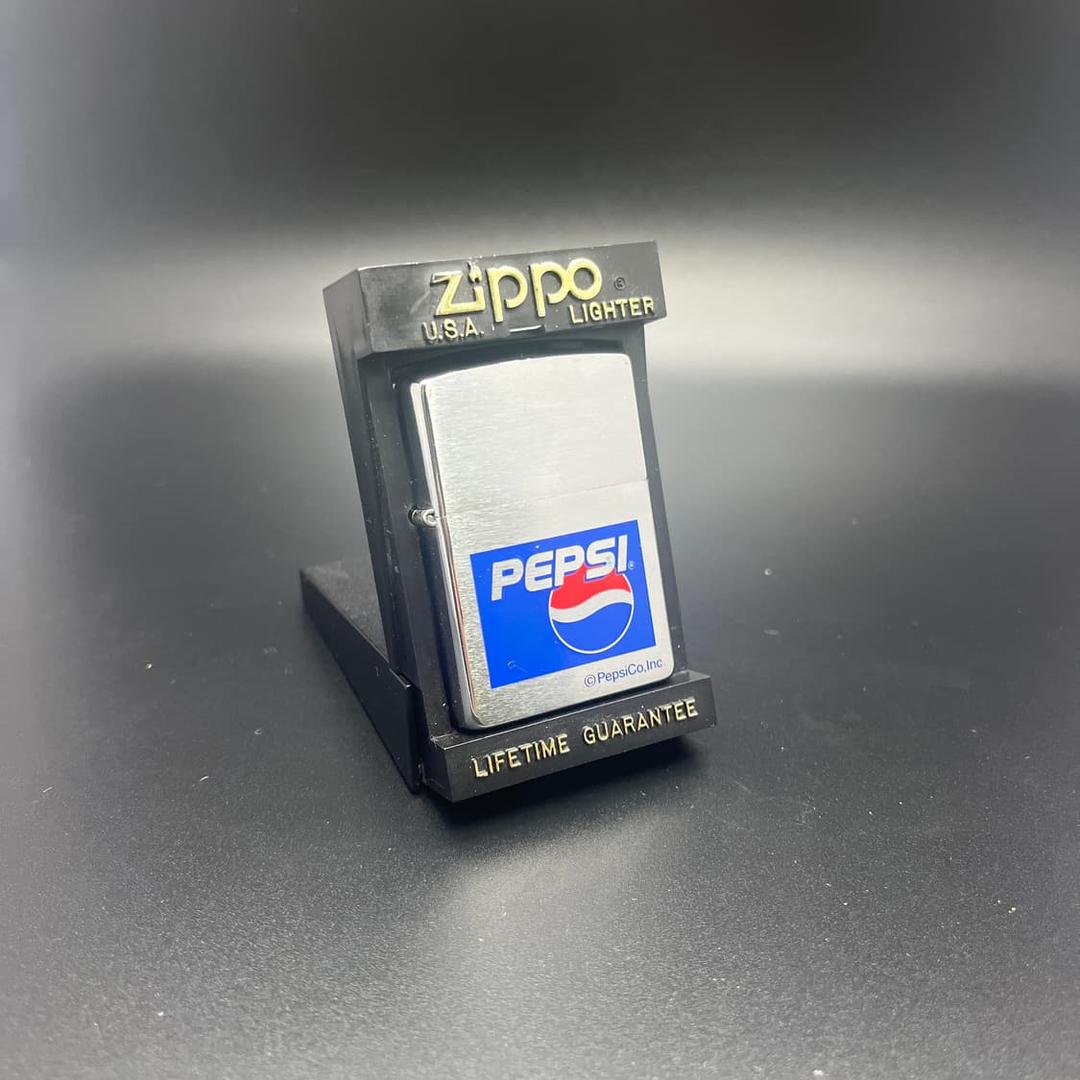 zippo ®
U.S.A. LIGHTER
PEPSI ®
©PepsiCo,Inc
LIFETIME GUARANTEE